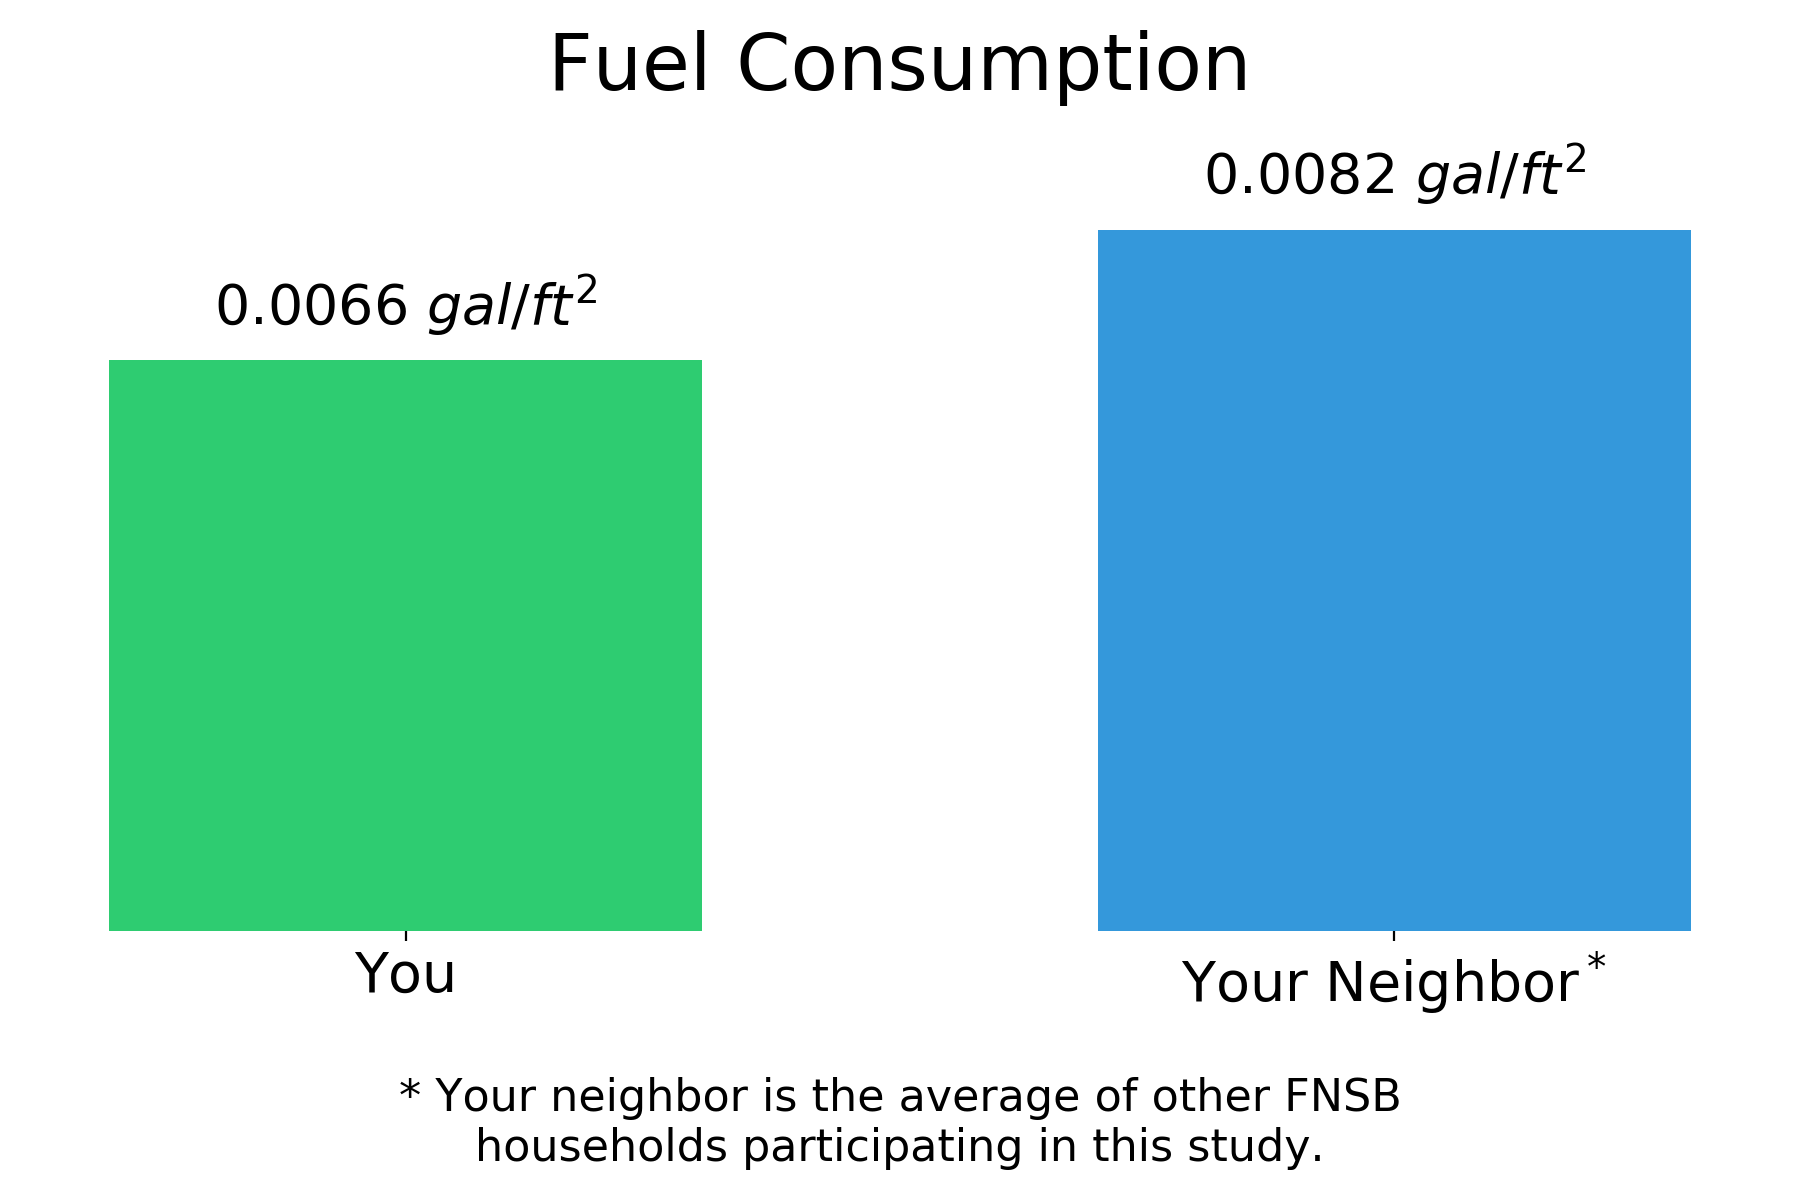 Fuel Consumption
0.0082 gal/ft²
0.0066 gal/ft²
You
Your Neighbor*
* Your neighbor is the average of other FNSB
households participating in this study.